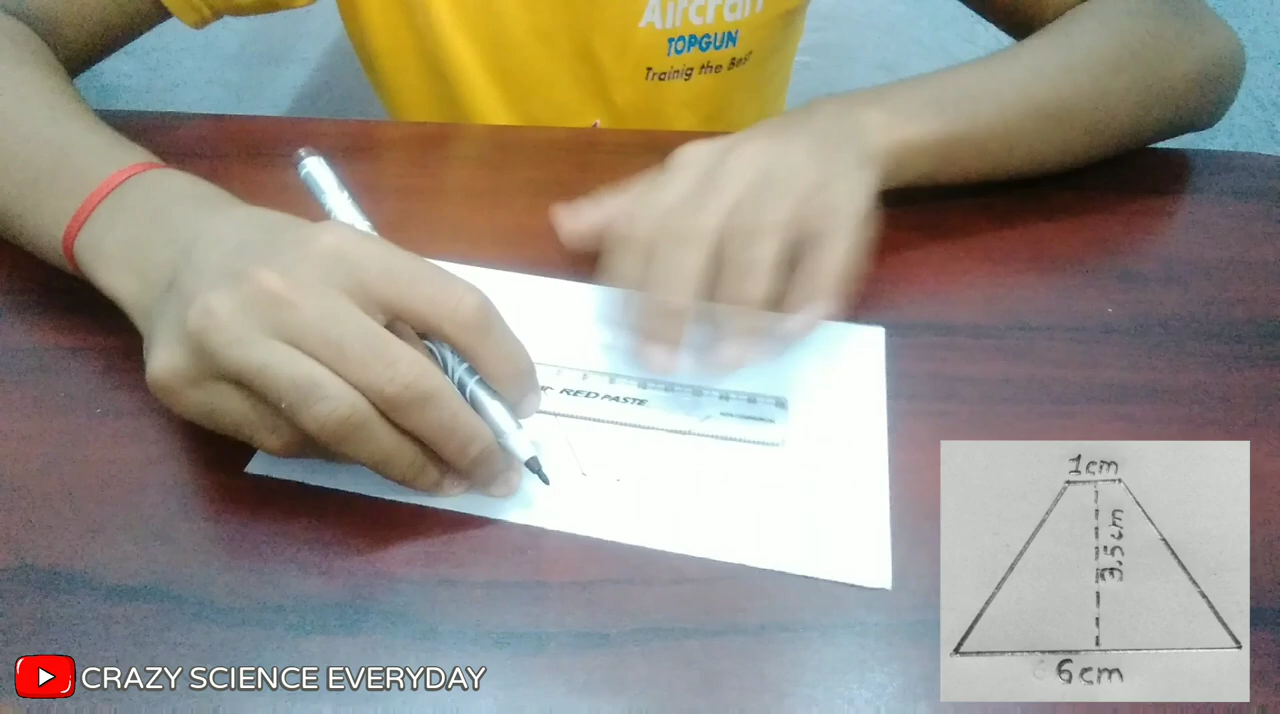 Aircraft
TOPGUN
Trainig the Best
RED PASTE
1cm
3.5cm
6cm
CRAZY SCIENCE EVERYDAY